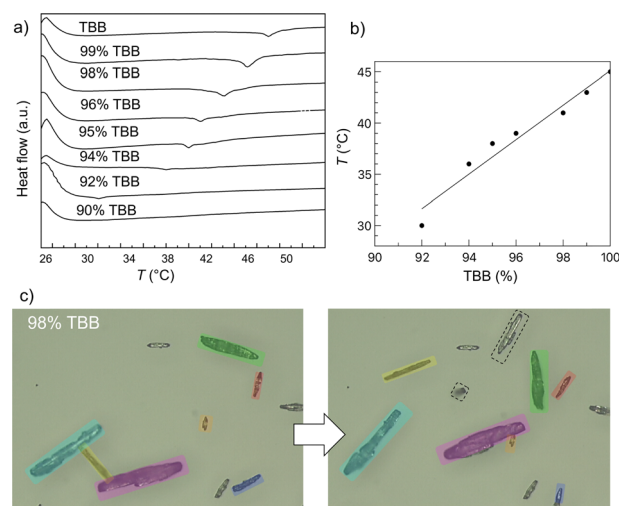 a)
TBB
99% TBB
98% TBB
96% TBB
95% TBB
94% TBB
92% TBB
90% TBB
Heat flow (a.u.)
26 30 34 38 42 48 50
T (°C)
b)
45
40
35
30
T (°C)
90 92 94 96 98 100
TBB (%)
c)
98% TBB